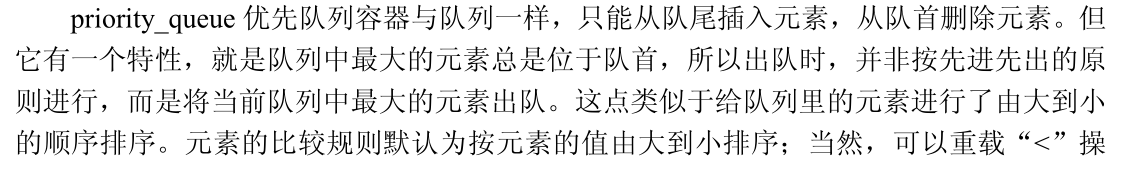 priority_queue 优先队列容器与队列一样，只能从队尾插入元素，从队首删除元素。但
它有一个特性，就是队列中最大的元素总是位于队首，所以出队时，并非按先进先出的原
则进行，而是将当前队列中最大的元素出队。这点类似于给队列里的元素进行了由大到小
的顺序排序。元素的比较规则默认为按元素的值由大到小排序；当然，可以重载“<”操